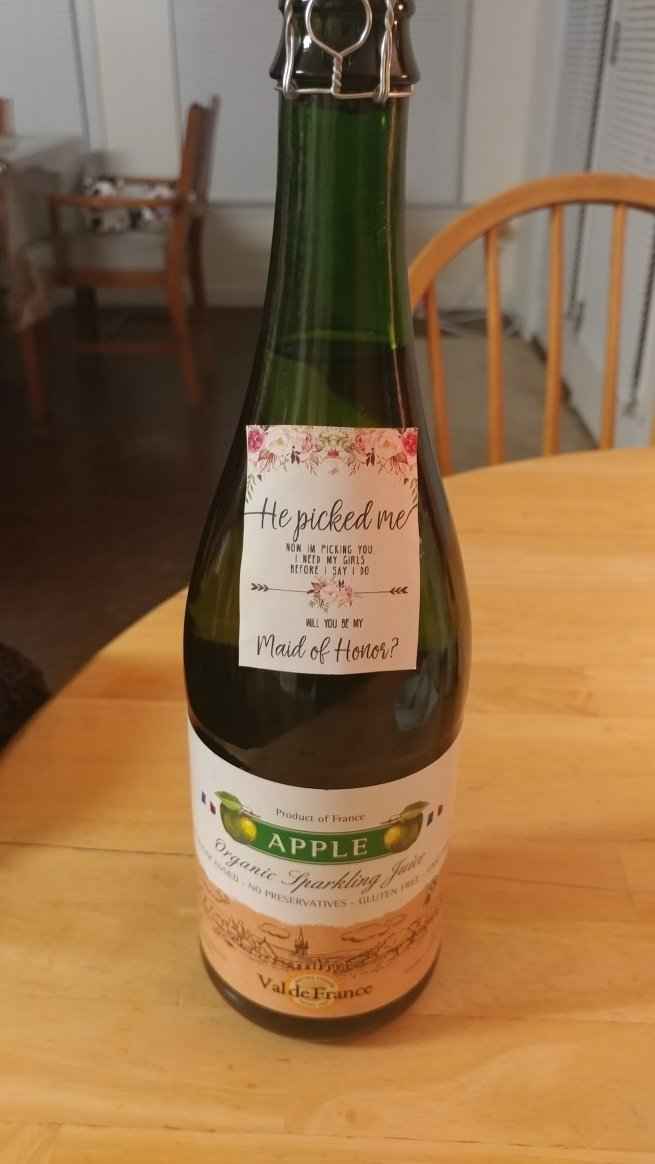 He picked me
NOW IM PICKING YOU,
I NEED MY GIRLS
BEFORE I SAY I DO
WILL YOU BE MY
Maid of Honor?
Product of France
APPLE
Organic Sparkling Juice
ADDED - NO PRESERVATIVES - GLUTEN FREE
Val de France